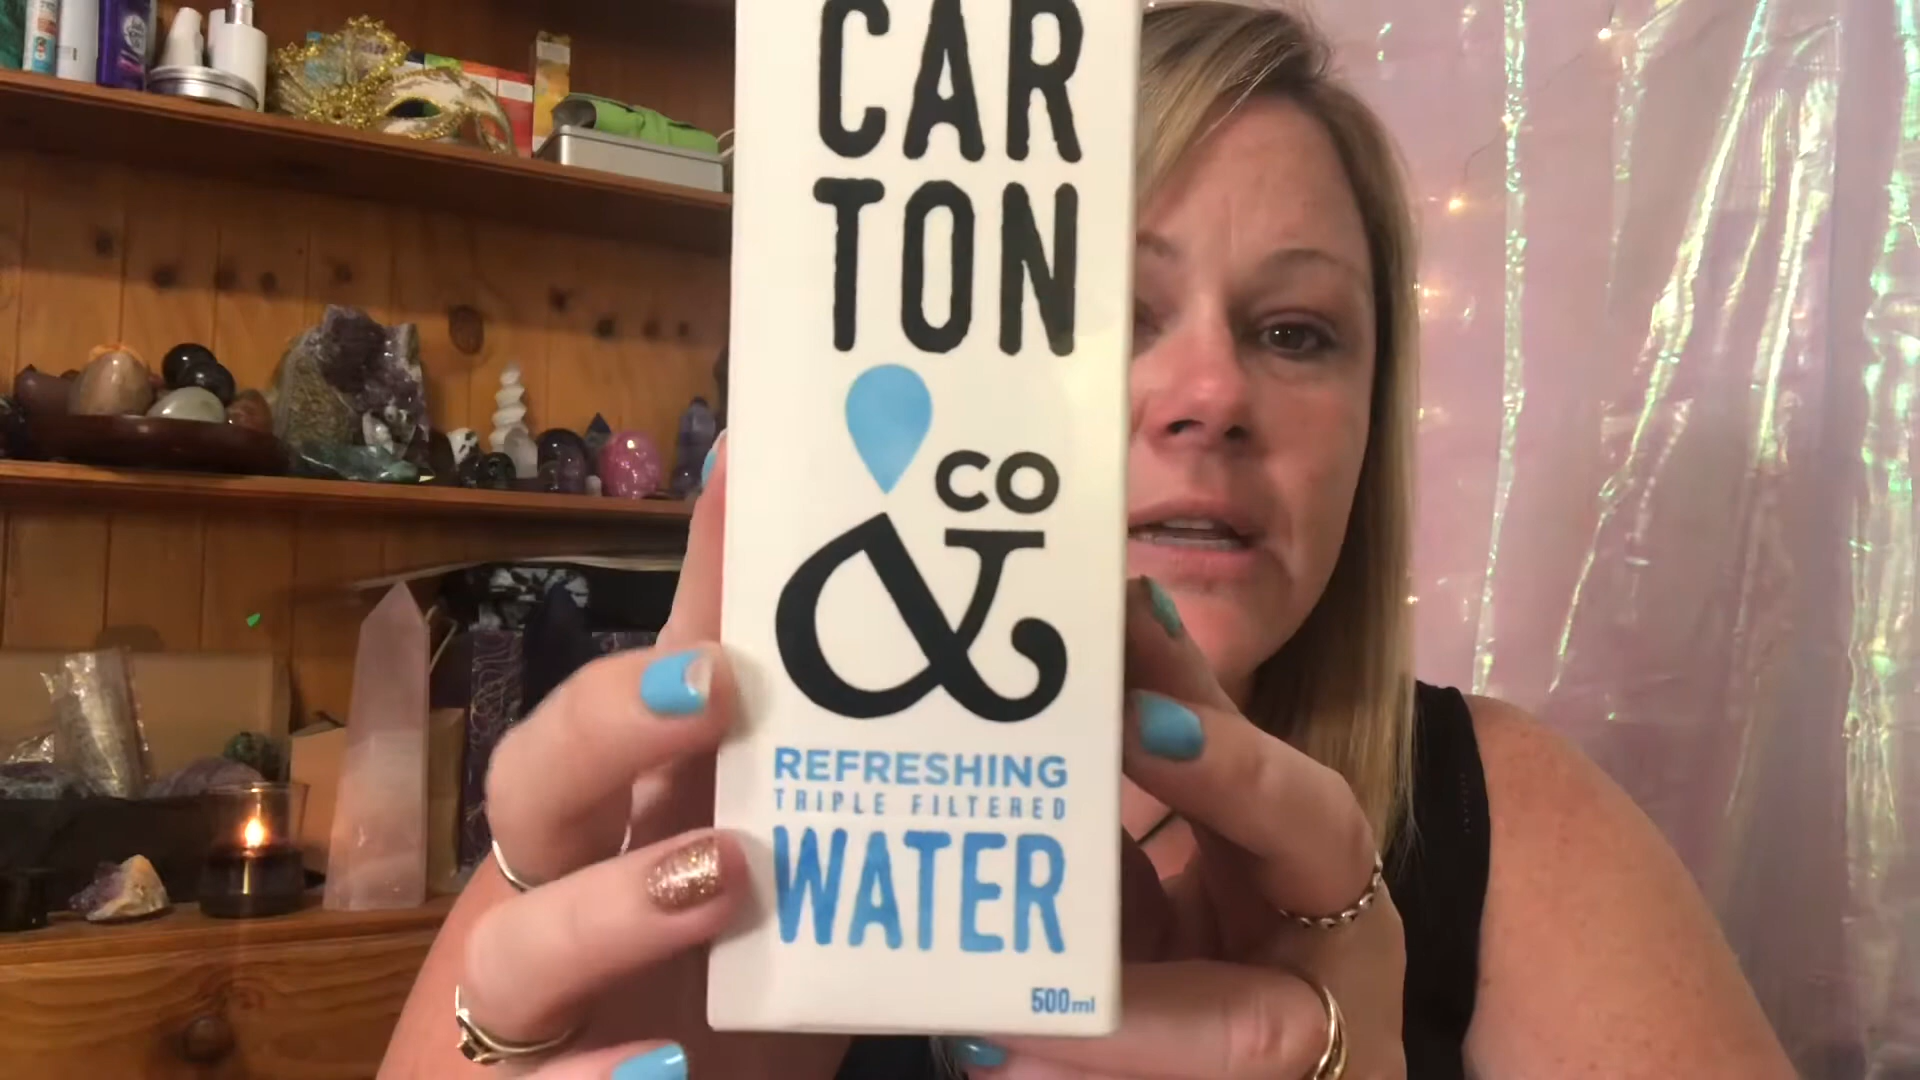 CAR
TON
CO
&
REFRESHING
TRIPLE FILTERED
WATER
500ml